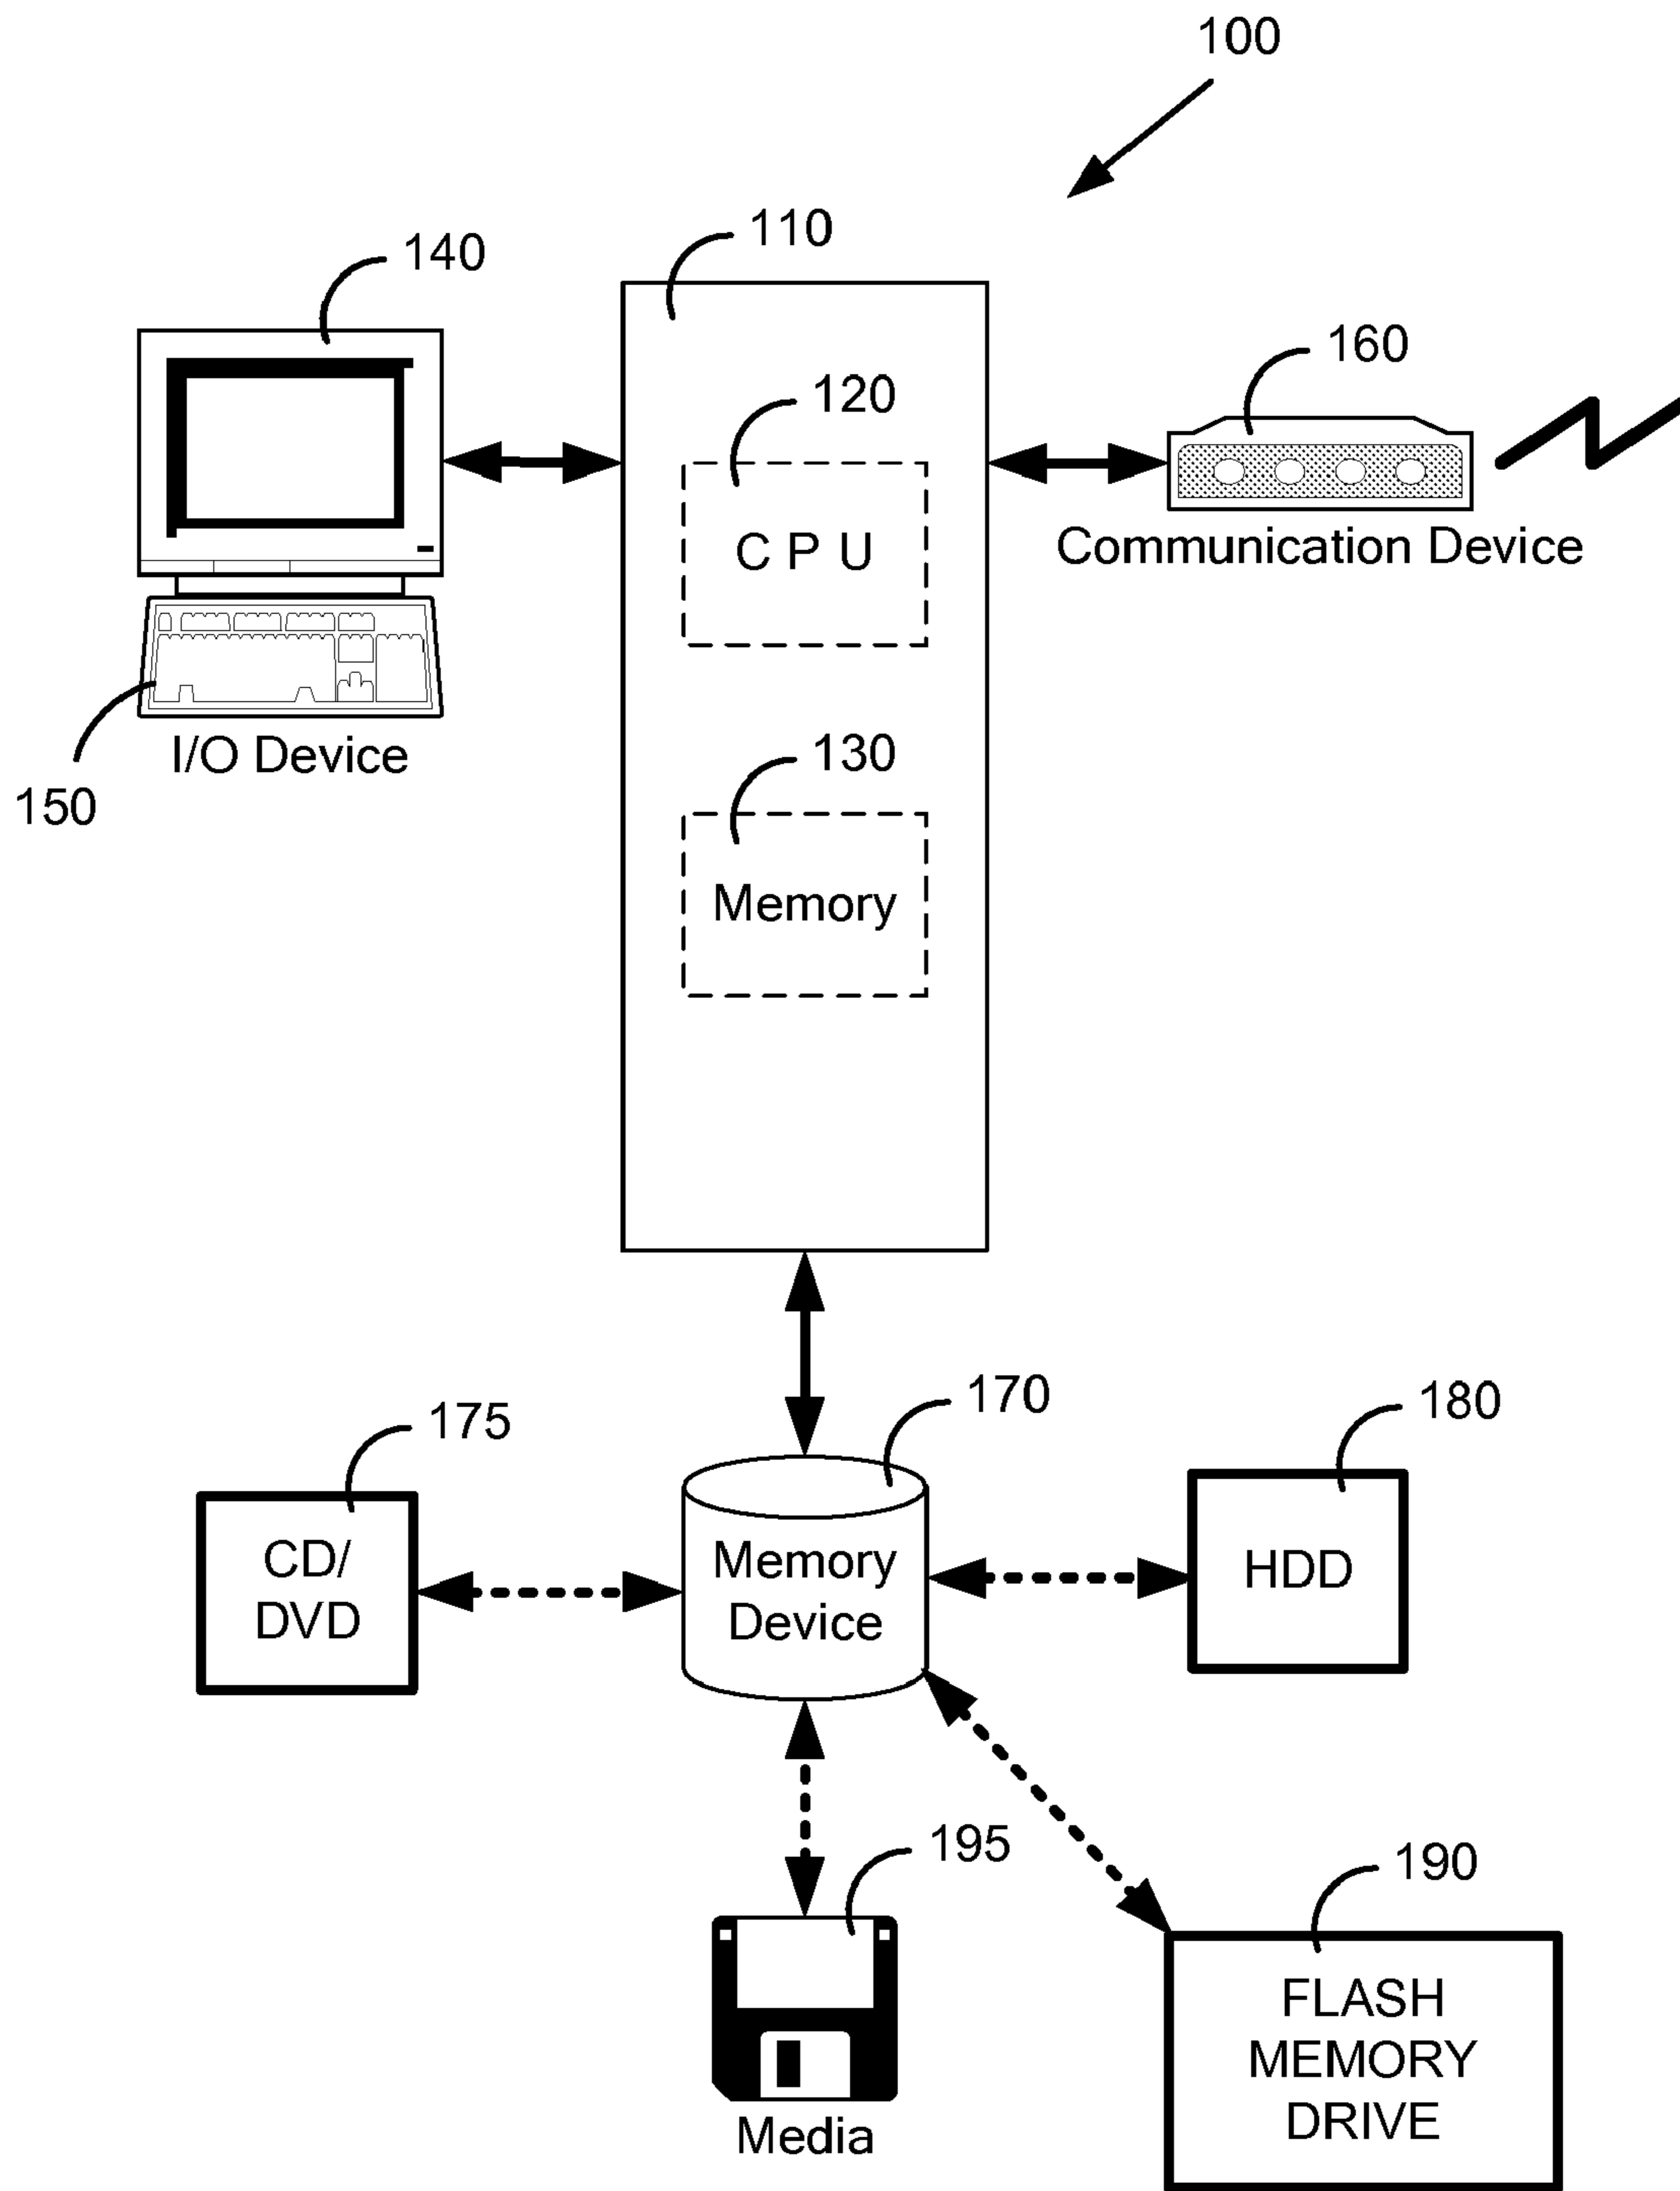 100
110
140
160
120
C P U
Communication Device
I/O Device
150
130
Memory
170
180
175
CD/
DVD
Memory
Device
HDD
195
190
Media
FLASH
MEMORY
DRIVE